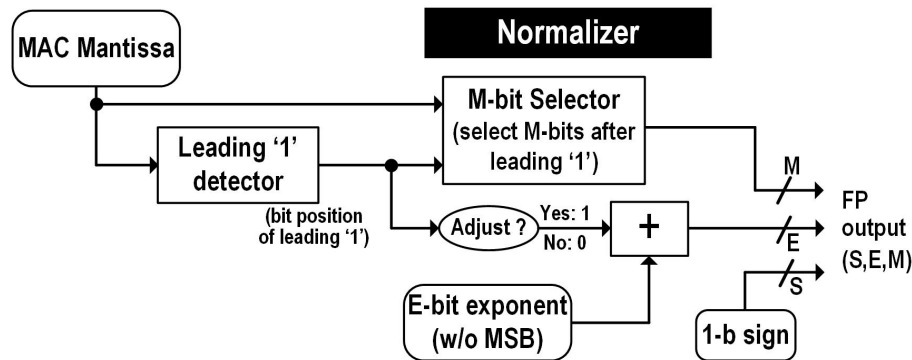 Normalizer
MAC Mantissa
M-bit Selector
(select M-bits after
leading ‘1’)
Leading ‘1’
detector
(bit position
of leading ‘1’)
Adjust ?
Yes: 1
No: 0
+
M
E
S
FP
output
(S,E,M)
E-bit exponent
(w/o MSB)
1-b sign